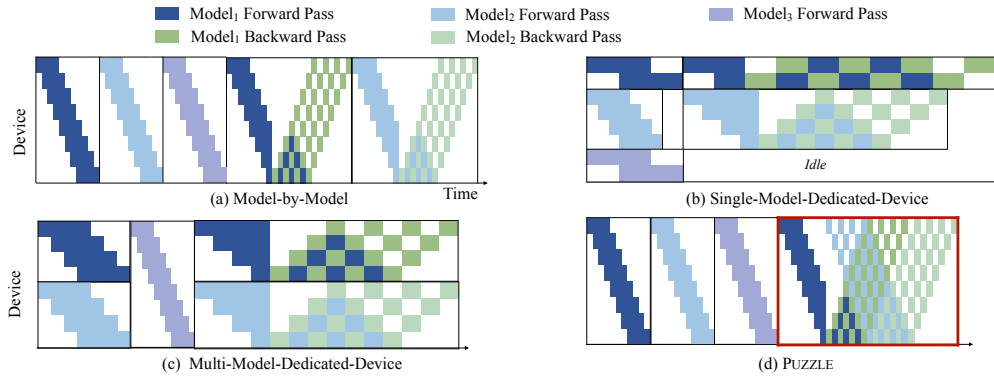 Model₁ Forward Pass Model₂ Forward Pass Model₃ Forward Pass
Model₁ Backward Pass Model₂ Backward Pass
Device
Time
(a) Model-by-Model
Idle
(b) Single-Model-Dedicated-Device
Device
(c) Multi-Model-Dedicated-Device
(d) PUZZLE